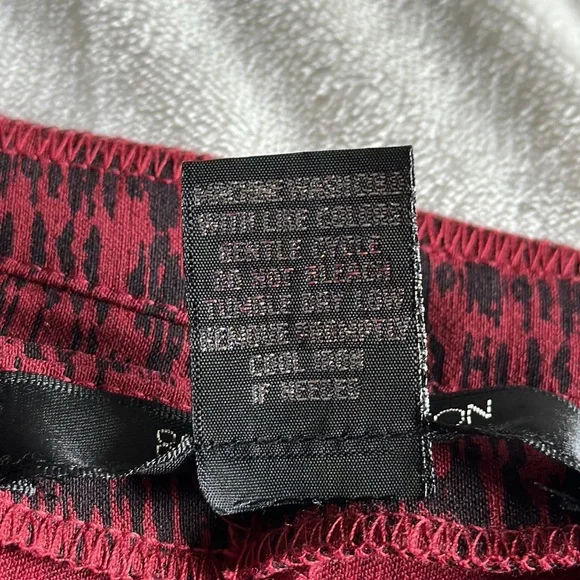 MACHINE WASH COLD
WITH LIKE COLORS
GENTLE CYCLE
DO NOT BLEACH
TUMBLE DRY LOW
REMOVE PROMPTLY
COOL IRON
IF NEEDED
ON